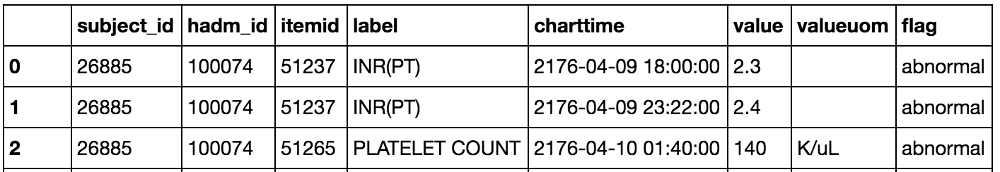 subject_id hadm_id itemid label charttime value valueuom flag
0 26885 100074 51237 INR(PT) 2176-04-09 18:00:00 2.3 abnormal
1 26885 100074 51237 INR(PT) 2176-04-09 23:22:00 2.4 abnormal
2 26885 100074 51265 PLATELET COUNT 2176-04-10 01:40:00 140 K/uL abnormal